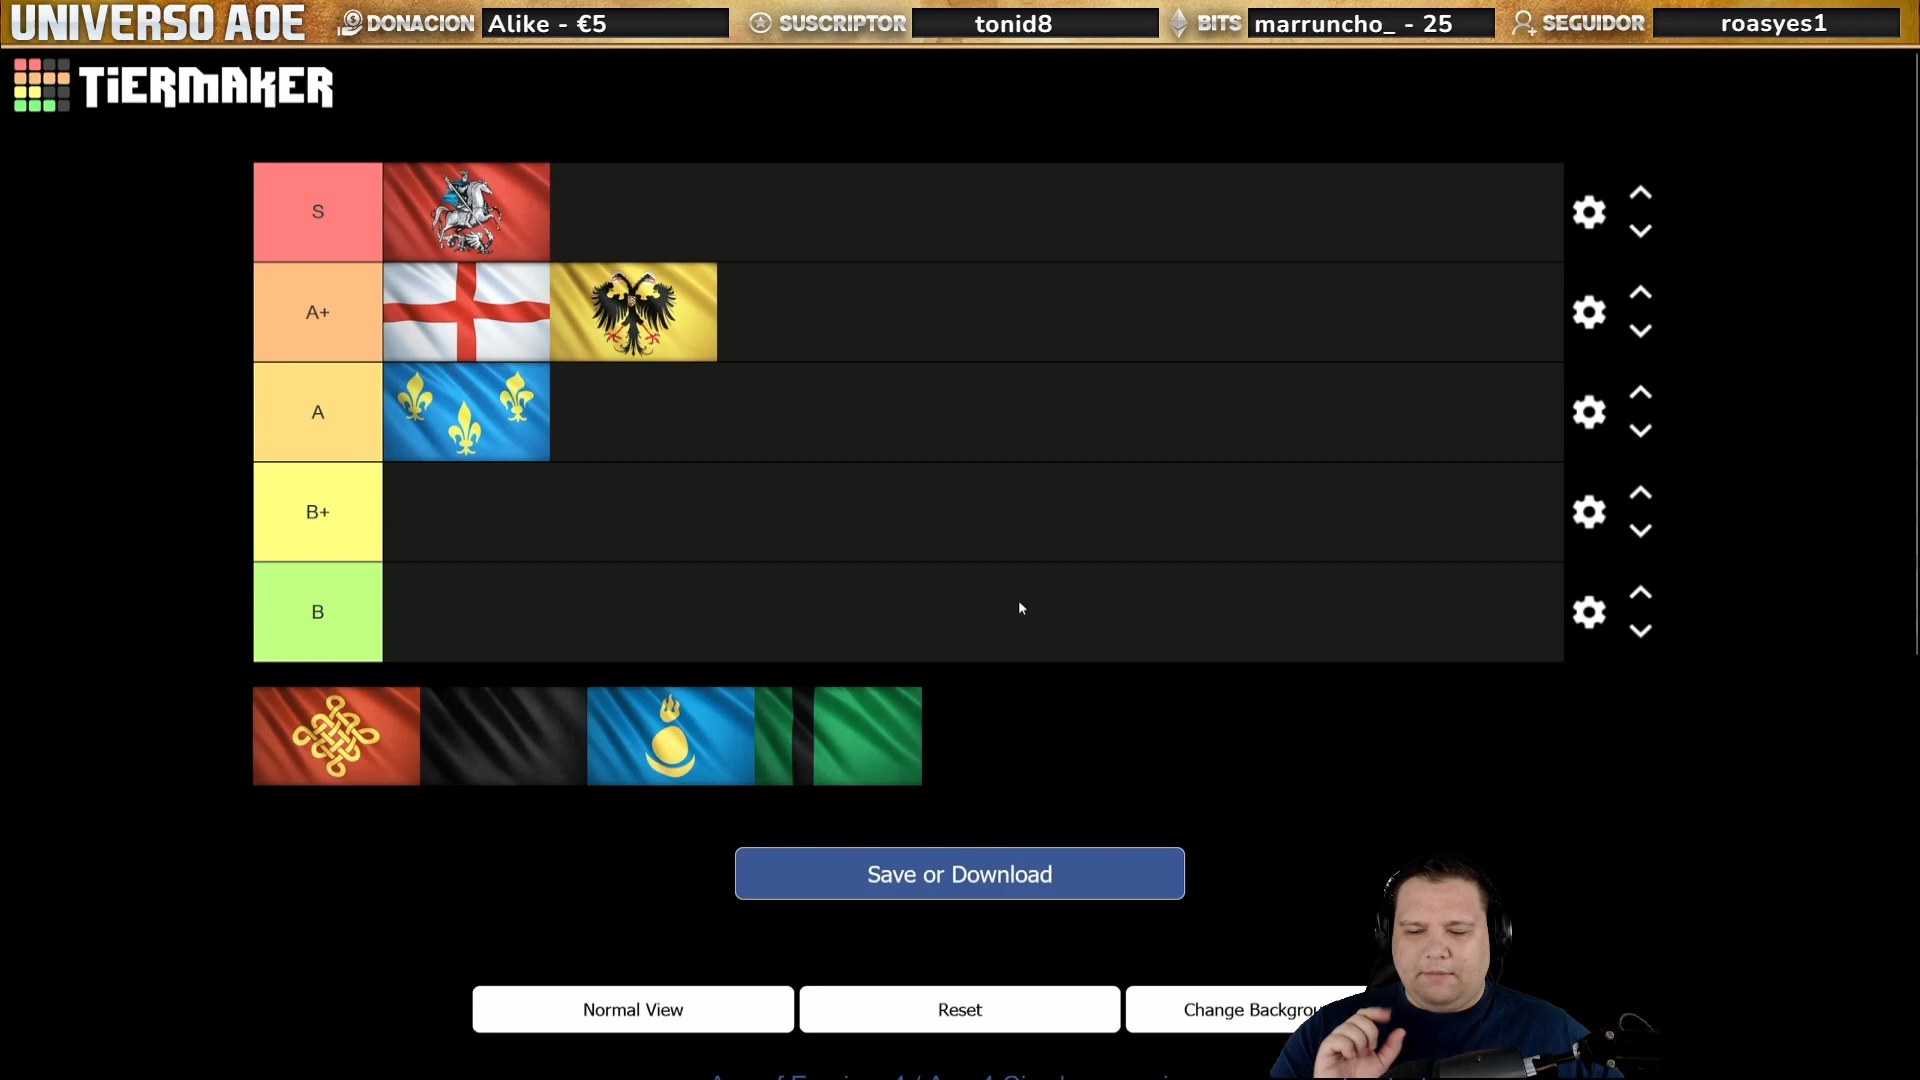 UNIVERSO AOE
DONACION Alike - €5
SUSCRIPTOR tonid8
BITS marruncho_ - 25
SEGUIDOR roasyes1
TiERMAKER
S
A+
A
B+
B
Save or Download
Normal View
Reset
Change Backgrou